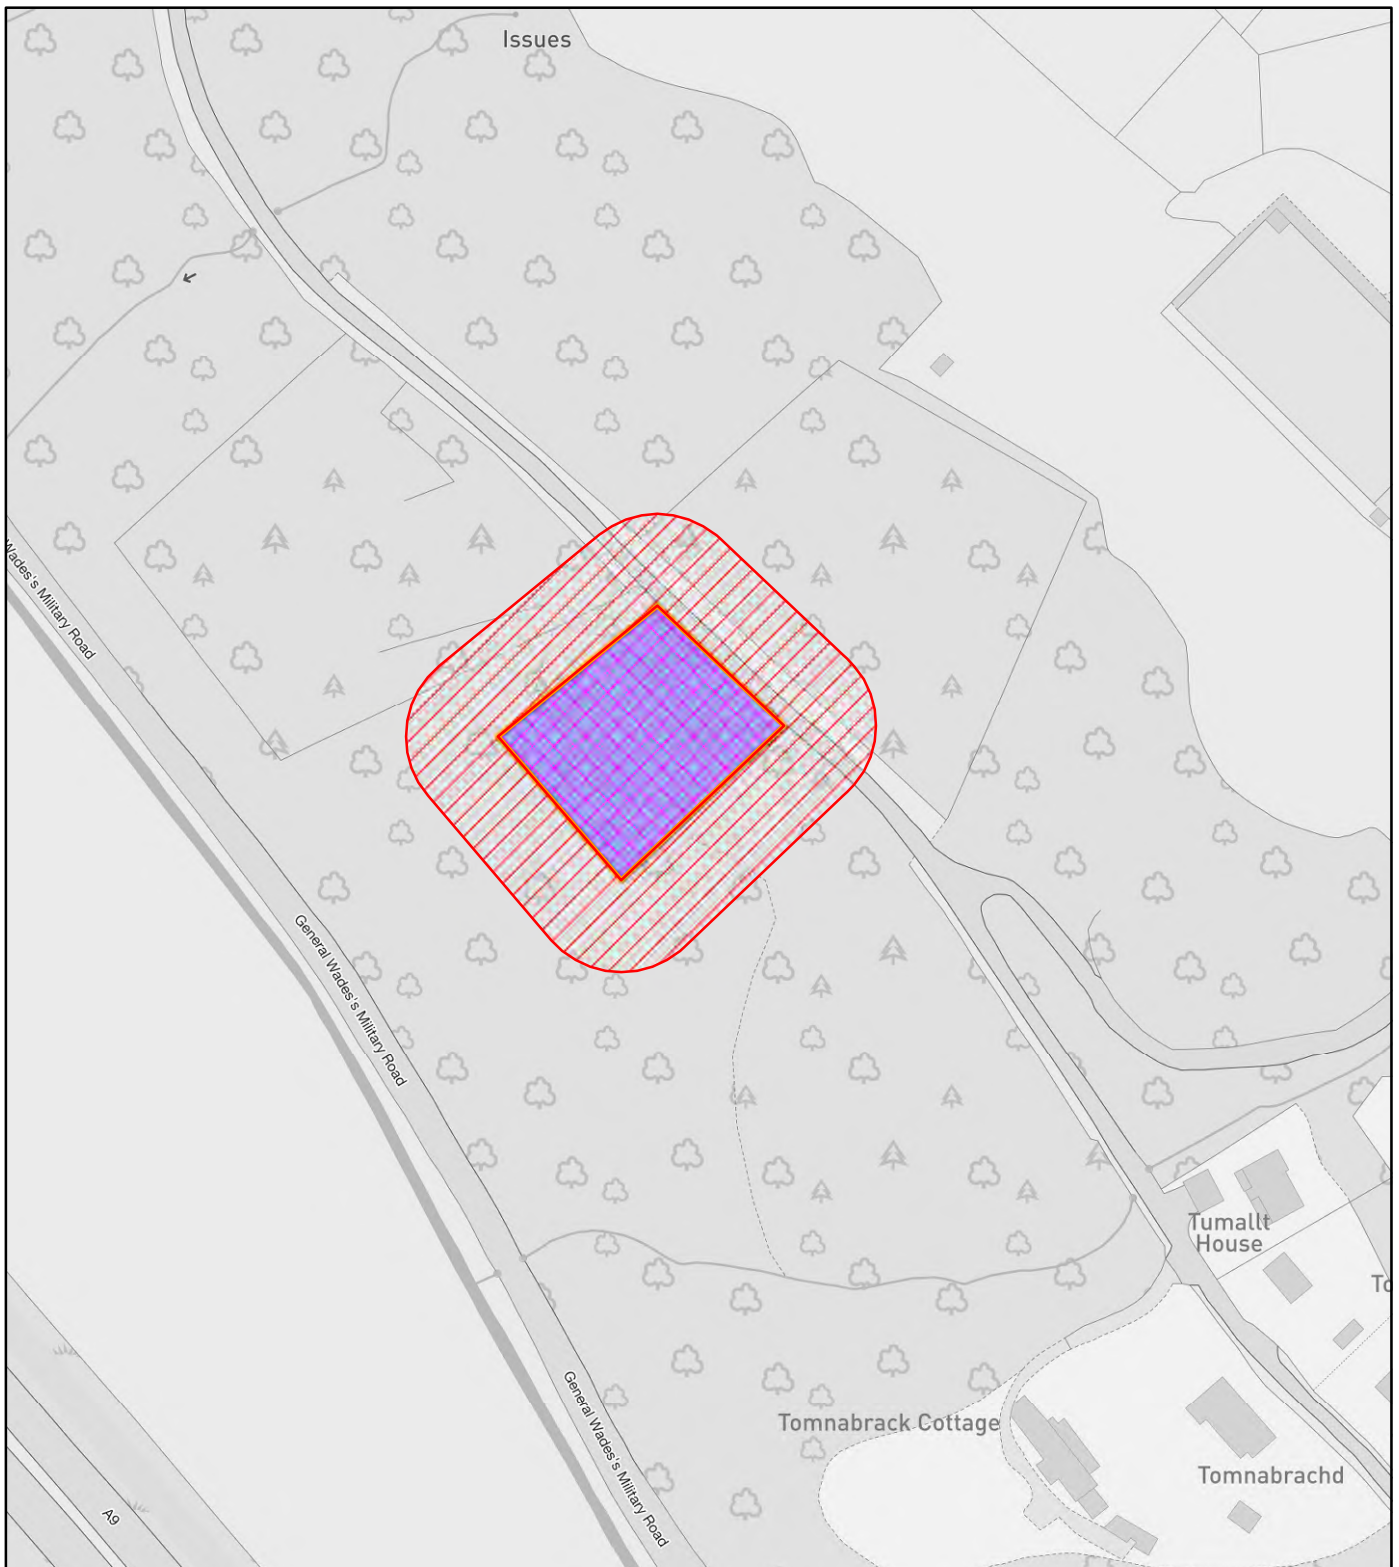 Issues
Wades's Military Road
General Wades's Military Road
Tumallt
House
To
General Wades's Military Road
Tomnabrack Cottage
Tomnabrachd
A9